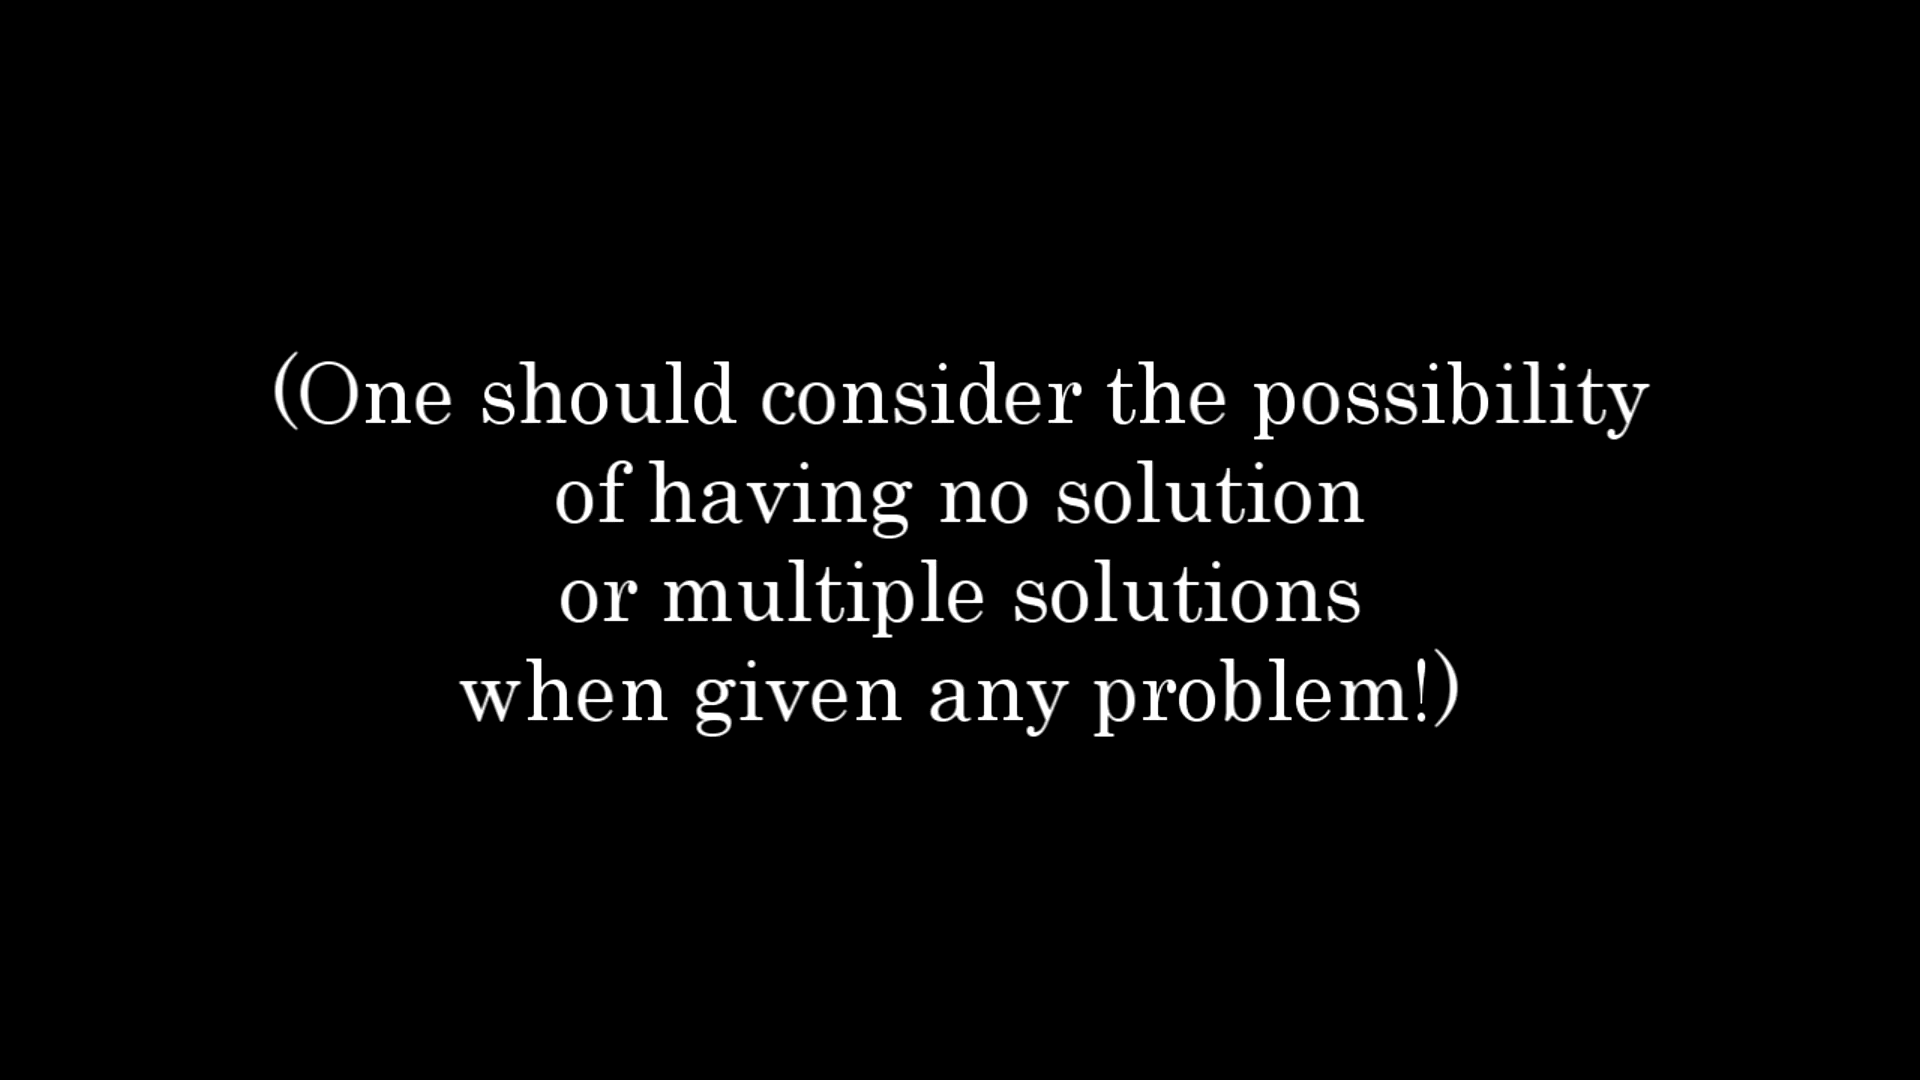 (One should consider the possibility
of having no solution
or multiple solutions
when given any problem!)